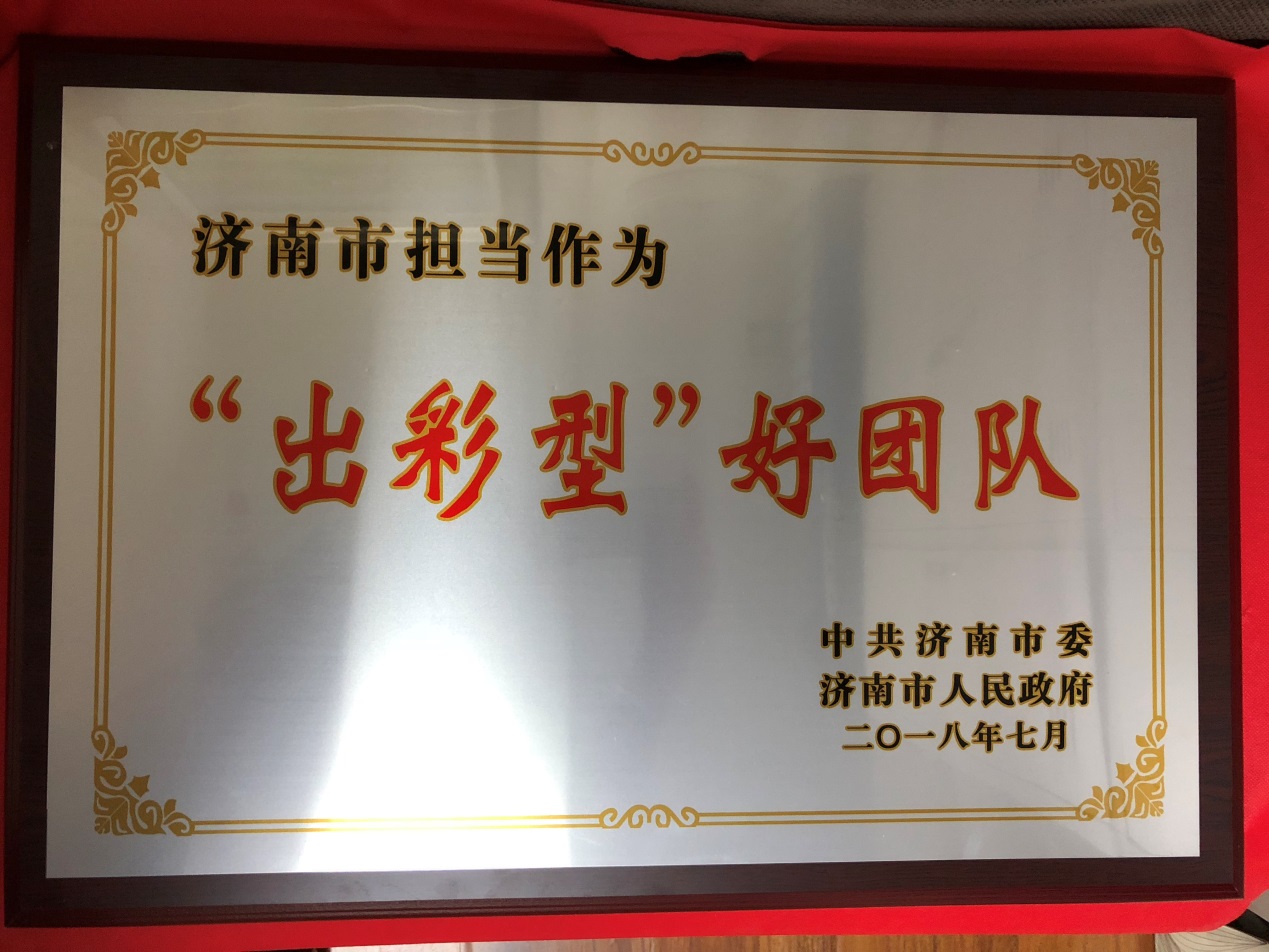 济南市担当作为
“出彩型”好团队
中共济南市委
济南市人民政府
二〇一八年七月